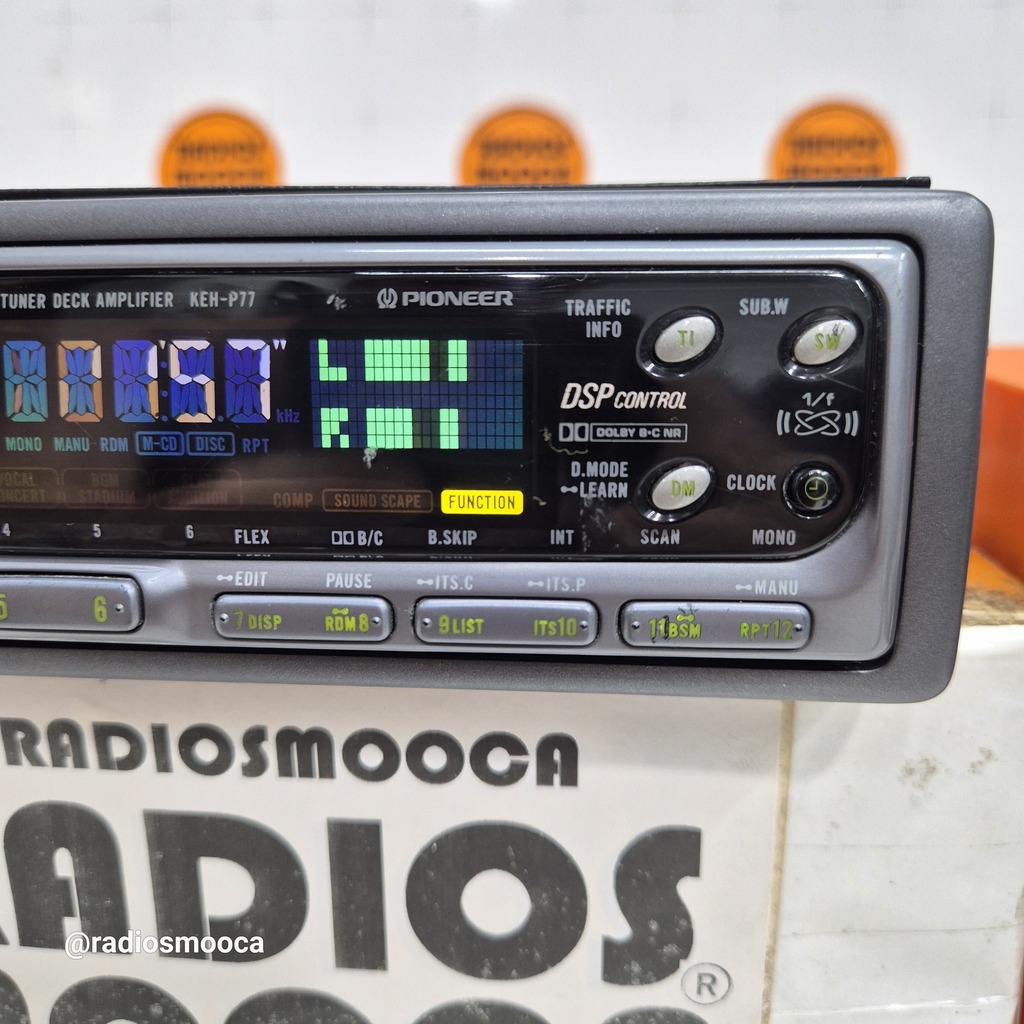 TUNER DECK AMPLIFIER KEH-P77
PIONEER
TRAFFIC INFO
SUB.W
TI
SW
kHz
L
R
DSP CONTROL
DOLBY B·C NR
1/f
MONO MANU RDM M-CD DISC RPT
D.MODE
LEARN
DM
CLOCK
COMP SOUND SCAPE FUNCTION
4 5 6 FLEX B/C B.SKIP INT SCAN MONO
EDIT PAUSE ITS.C ITS.P MANU
5 6 7 DISP RDM 8 9 LIST ITS 10 11 BSM RPT 12
RADIOSMOOCA
RADIOS
®
@radiosmooca